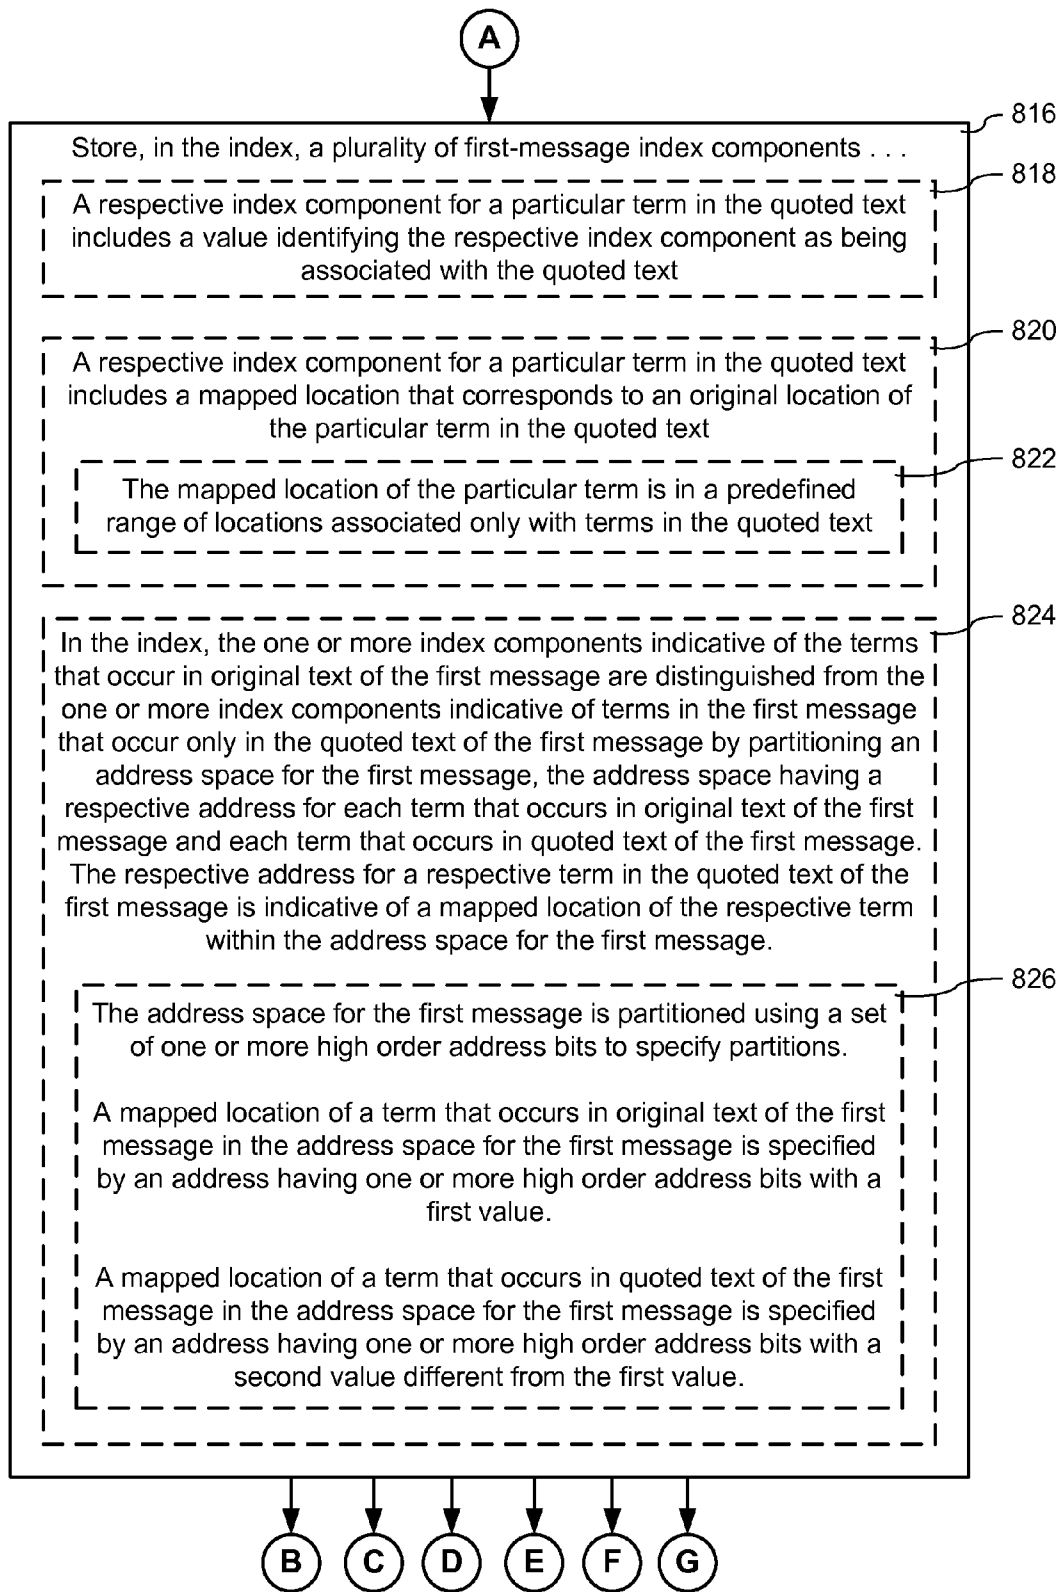 A
816
Store, in the index, a plurality of first-message index components . . .
818
A respective index component for a particular term in the quoted text
includes a value identifying the respective index component as being
associated with the quoted text
820
A respective index component for a particular term in the quoted text
includes a mapped location that corresponds to an original location of
the particular term in the quoted text
822
The mapped location of the particular term is in a predefined
range of locations associated only with terms in the quoted text
824
In the index, the one or more index components indicative of the terms
that occur in original text of the first message are distinguished from the
one or more index components indicative of terms in the first message
that occur only in the quoted text of the first message by partitioning an
address space for the first message, the address space having a
respective address for each term that occurs in original text of the first
message and each term that occurs in quoted text of the first message.
The respective address for a respective term in the quoted text of the
first message is indicative of a mapped location of the respective term
within the address space for the first message.
826
The address space for the first message is partitioned using a set
of one or more high order address bits to specify partitions.
A mapped location of a term that occurs in original text of the first
message in the address space for the first message is specified
by an address having one or more high order address bits with a
first value.
A mapped location of a term that occurs in quoted text of the first
message in the address space for the first message is specified
by an address having one or more high order address bits with a
second value different from the first value.
B C D E F G